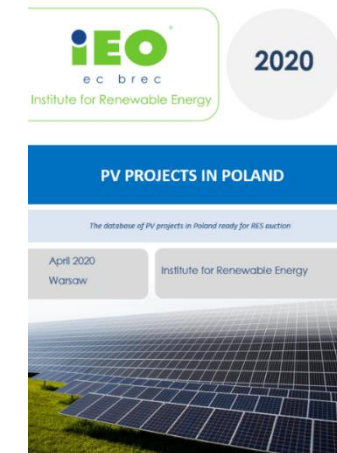 iEO
ec brec
Institute for Renewable Energy
2020
PV PROJECTS IN POLAND
The database of PV projects in Poland ready for RES auction
April 2020
Warsaw
Institute for Renewable Energy